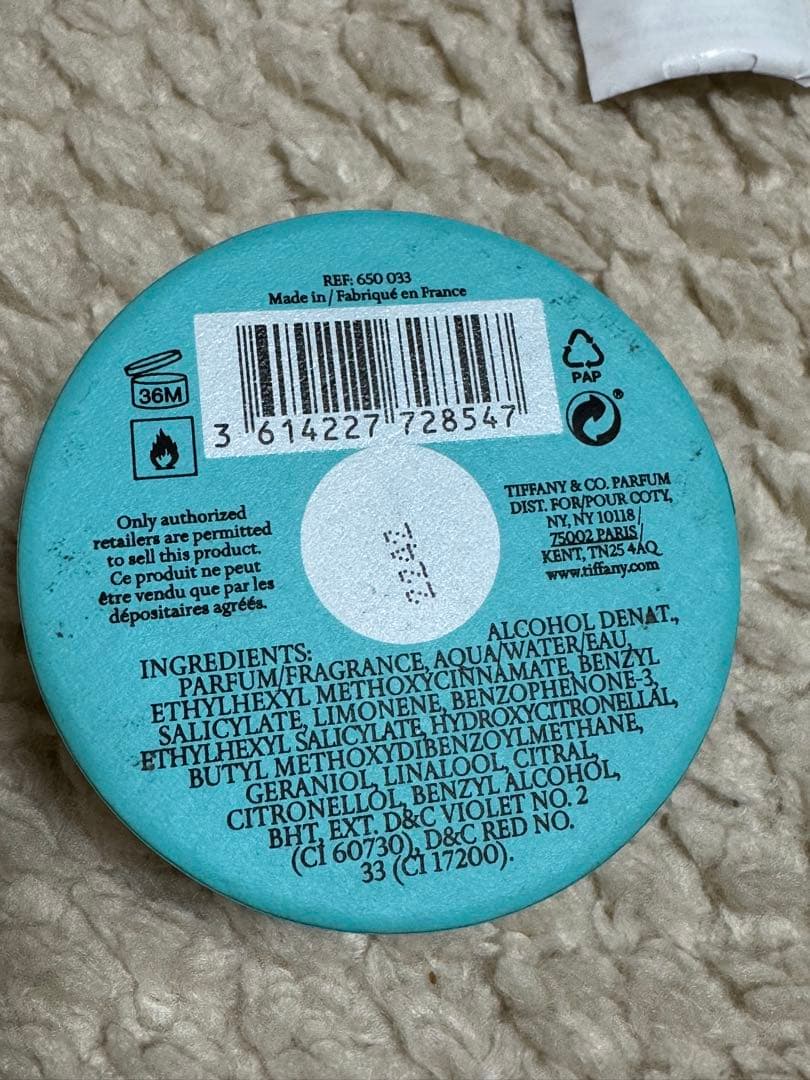 REF: 650 033
Made in / Fabriqué en France
36M
PAP
3 614227 728547
Only authorized
retailers are permitted
to sell this product.
Ce produit ne peut
être vendu que par les
dépositaires agréés.
TIFFANY & CO. PARFUM
DIST. FOR/POUR COTY,
NY, NY 10118 /
75002 PARIS /
KENT, TN25 4AQ
www.tiffany.com
INGREDIENTS: ALCOHOL DENAT.,
PARFUM/FRAGRANCE, AQUA/WATER/EAU,
ETHYLHEXYL METHOXYCINNAMATE, BENZYL
SALICYLATE, LIMONENE, BENZOPHENONE-3,
ETHYLHEXYL SALICYLATE, HYDROXYCITRONELLAL,
BUTYL METHOXYDIBENZOYLMETHANE,
GERANIOL, LINALOOL, CITRAL,
CITRONELLOL, BENZYL ALCOHOL,
BHT, EXT. D&C VIOLET NO. 2
(CI 60730), D&C RED NO.
33 (CI 17200).